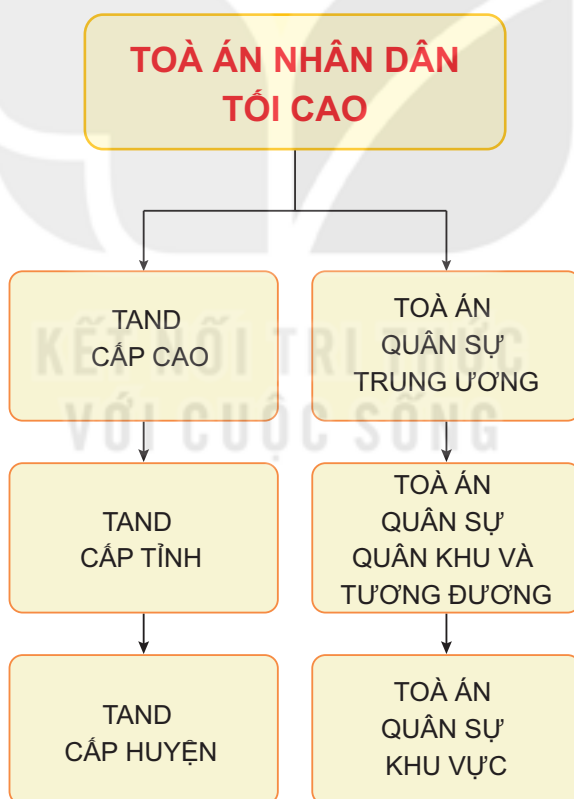 TOÀ ÁN NHÂN DÂN
TỐI CAO
TAND
CẤP CAO
TOÀ ÁN
QUÂN SỰ
TRUNG ƯƠNG
KẾT NỐI TRI THỨC
VỚI CUỘC SỐNG
TAND
CẤP TỈNH
TOÀ ÁN
QUÂN SỰ
QUÂN KHU VÀ
TƯƠNG ĐƯƠNG
TAND
CẤP HUYỆN
TOÀ ÁN
QUÂN SỰ
KHU VỰC